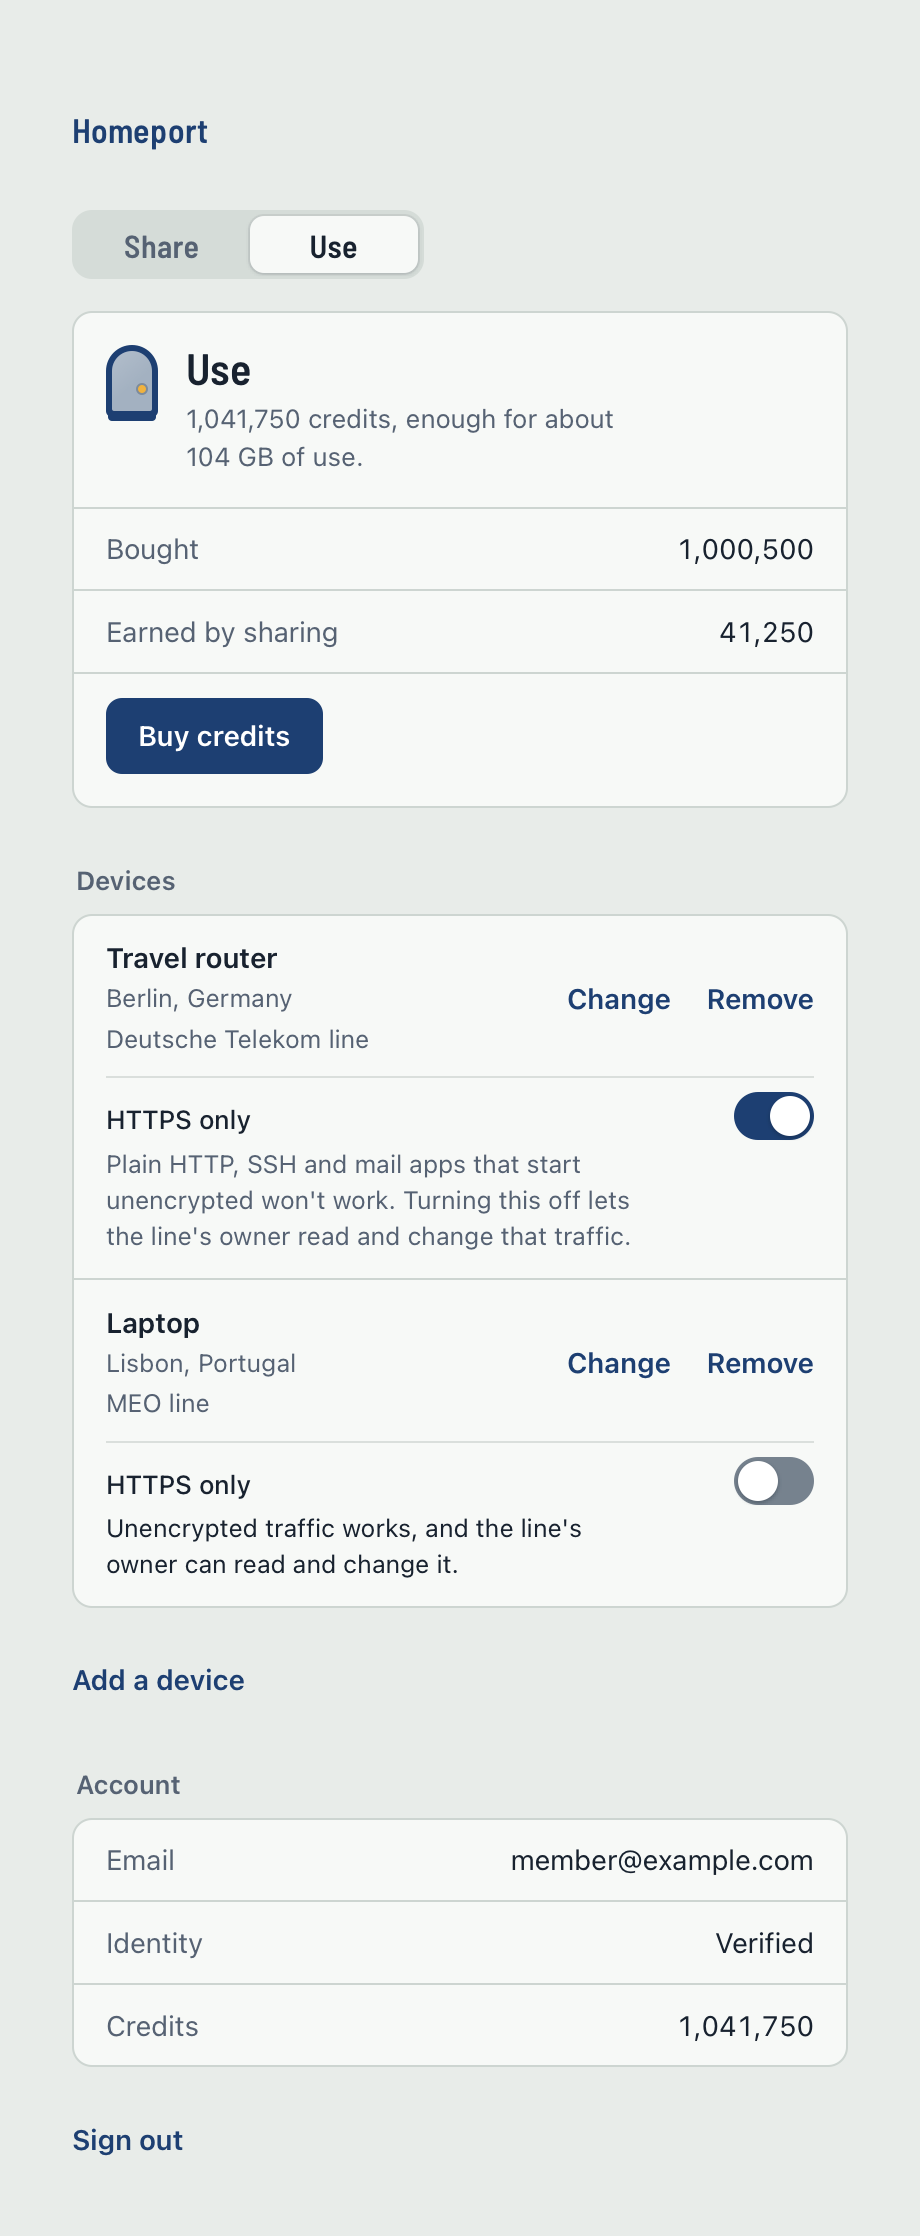 Homeport
Share
Use
Use
1,041,750 credits, enough for about
104 GB of use.
Bought
1,000,500
Earned by sharing
41,250
Buy credits
Devices
Travel router
Berlin, Germany
Deutsche Telekom line
Change
Remove
HTTPS only
Plain HTTP, SSH and mail apps that start
unencrypted won't work. Turning this off lets
the line's owner read and change that traffic.
Laptop
Lisbon, Portugal
MEO line
Change
Remove
HTTPS only
Unencrypted traffic works, and the line's
owner can read and change it.
Add a device
Account
Email
member@example.com
Identity
Verified
Credits
1,041,750
Sign out